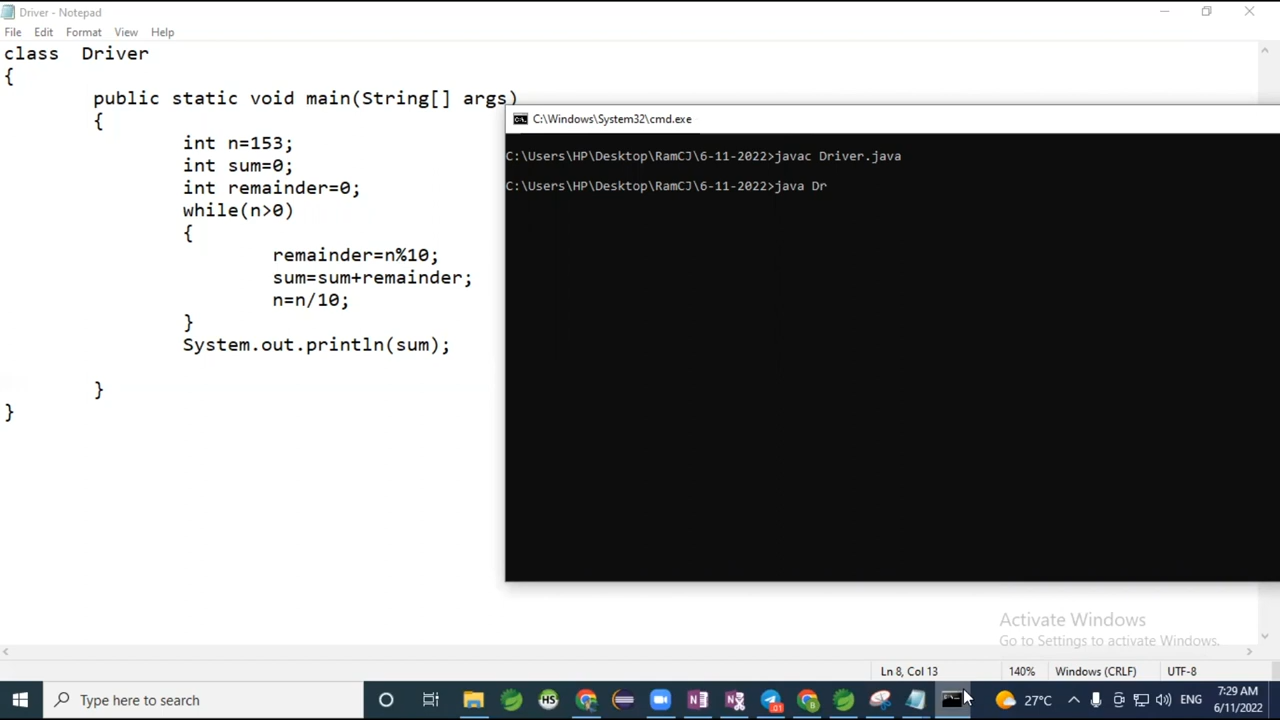 Driver - Notepad
File Edit Format View Help
class  Driver
{
        public static void main(String[] args)
        {
                int n=153;
                int sum=0;
                int remainder=0;
                while(n>0)
                {
                        remainder=n%10;
                        sum=sum+remainder;
                        n=n/10;
                }
                System.out.println(sum);
        }
}
C:\Windows\System32\cmd.exe
C:\Users\HP\Desktop\RamCJ\6-11-2022>javac Driver.java
C:\Users\HP\Desktop\RamCJ\6-11-2022>java Dr
Activate Windows
Go to Settings to activate Windows.
Ln 8, Col 13 140% Windows (CRLF) UTF-8
Type here to search
HS
01
27°C
ENG
7:29 AM
6/11/2022